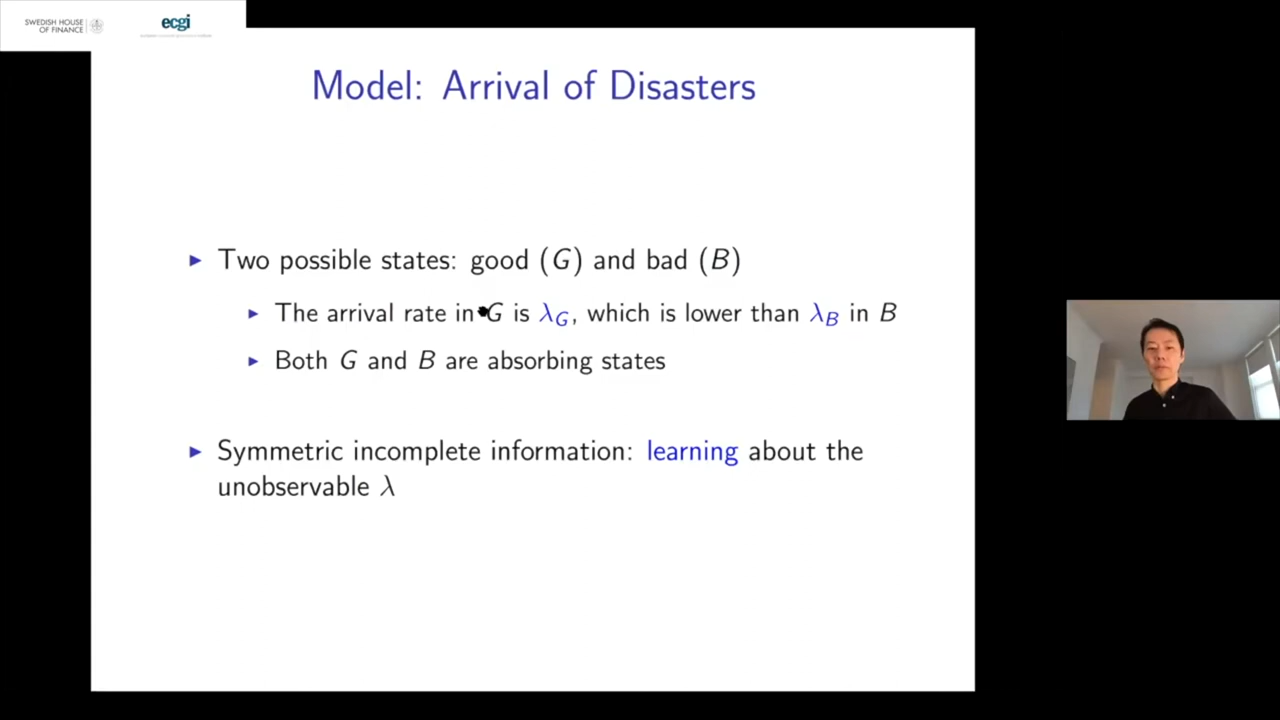 SWEDISH HOUSE
OF FINANCE
ecgi
Model: Arrival of Disasters
Two possible states: good (G) and bad (B)
The arrival rate in G is λG, which is lower than λB in B
Both G and B are absorbing states
Symmetric incomplete information: learning about the
unobservable λ